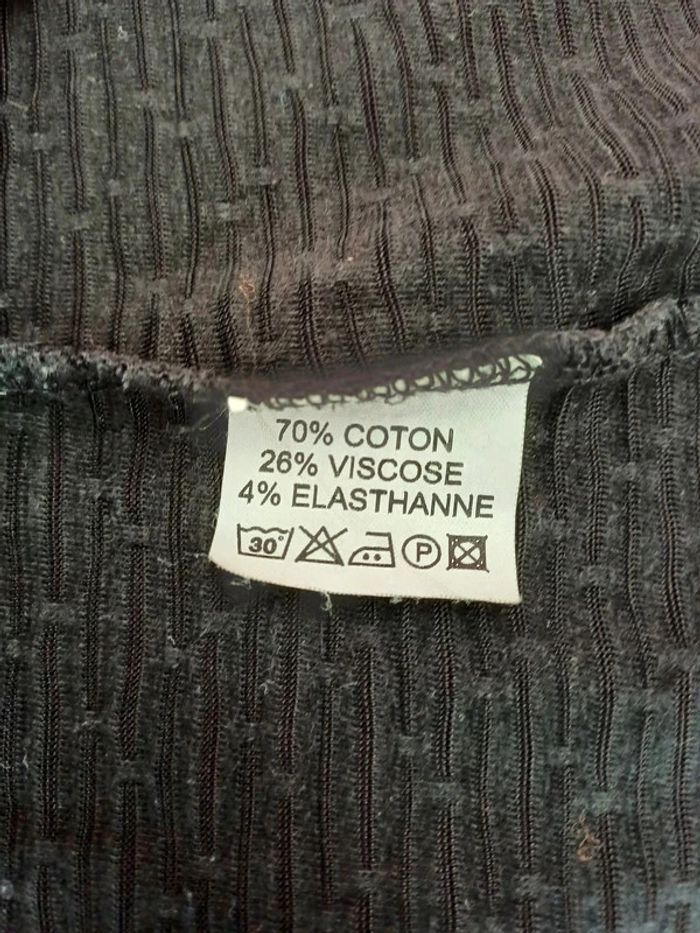 70% COTON
26% VISCOSE
4% ELASTHANNE
30° P